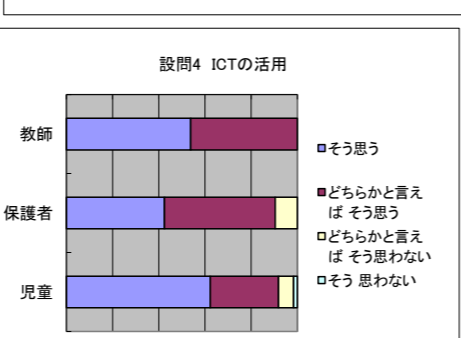 設問4 ICTの活用
教師
保護者
児童
そう思う
どちらかと言え
ば そう思う
どちらかと言え
ば そう思わない
そう 思わない